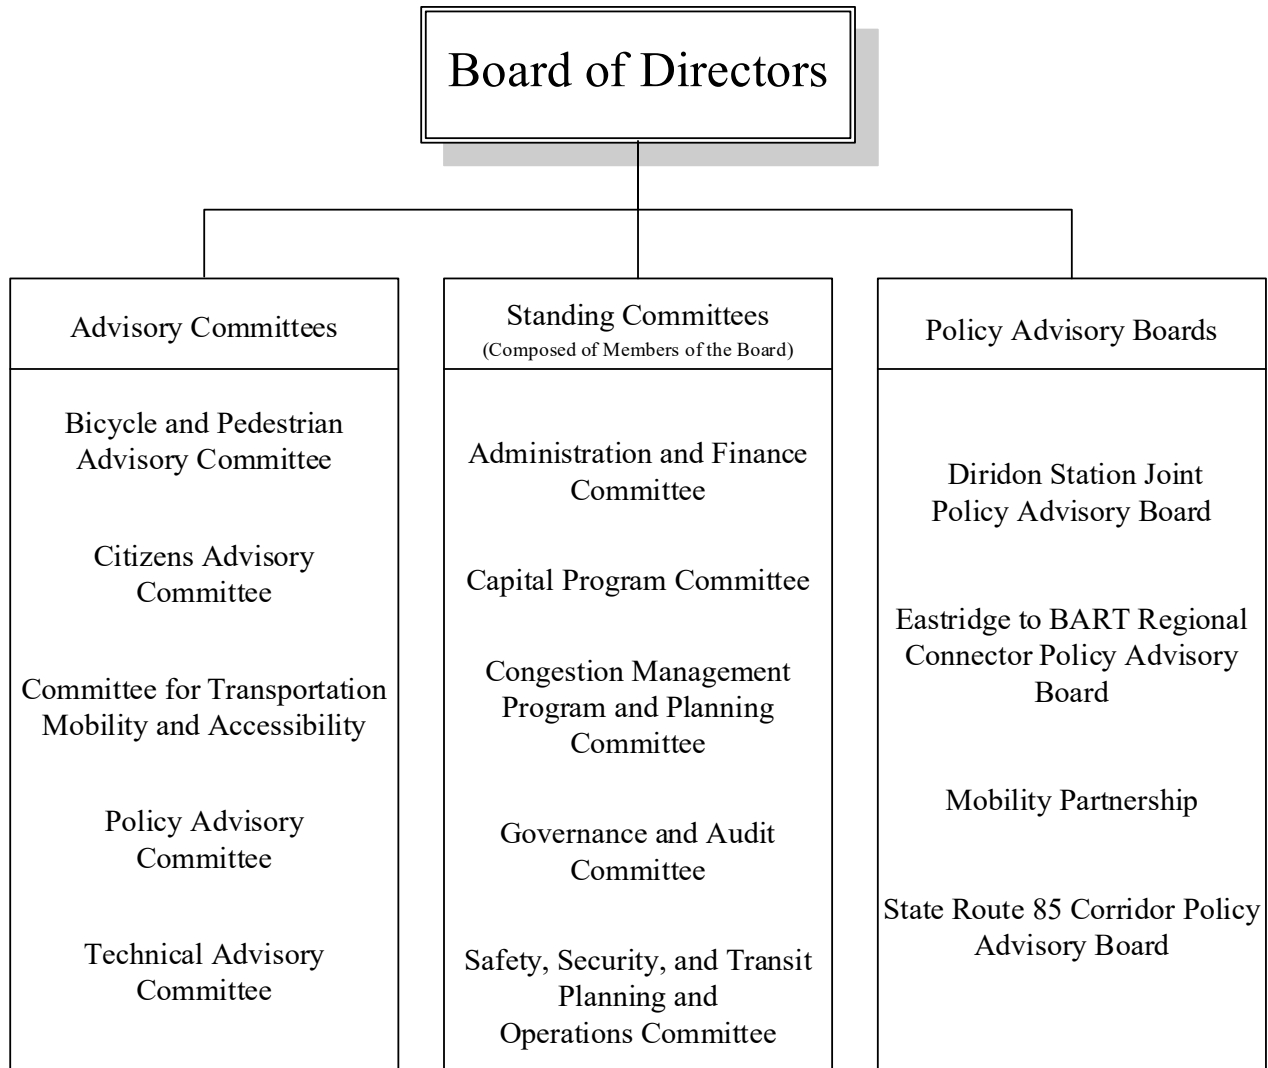 Board of Directors
Advisory Committees
Bicycle and Pedestrian
Advisory Committee
Citizens Advisory
Committee
Committee for Transportation
Mobility and Accessibility
Policy Advisory
Committee
Technical Advisory
Committee
Standing Committees
(Composed of Members of the Board)
Administration and Finance
Committee
Capital Program Committee
Congestion Management
Program and Planning
Committee
Governance and Audit
Committee
Safety, Security, and Transit
Planning and
Operations Committee
Policy Advisory Boards
Diridon Station Joint
Policy Advisory Board
Eastridge to BART Regional
Connector Policy Advisory
Board
Mobility Partnership
State Route 85 Corridor Policy
Advisory Board